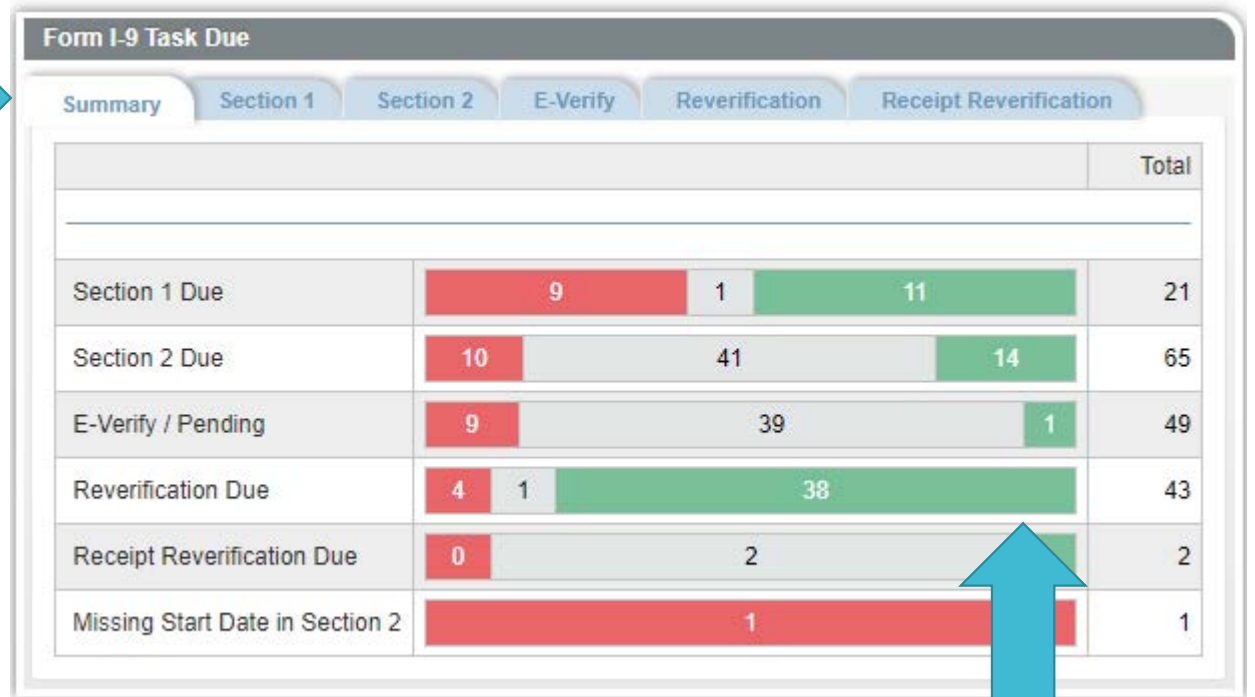 Form I-9 Task Due
Summary Section 1 Section 2 E-Verify Reverification Receipt Reverification
Total
Section 1 Due 9 1 11 21
Section 2 Due 10 41 14 65
E-Verify / Pending 9 39 1 49
Reverification Due 4 1 38 43
Receipt Reverification Due 0 2 2
Missing Start Date in Section 2 1 1